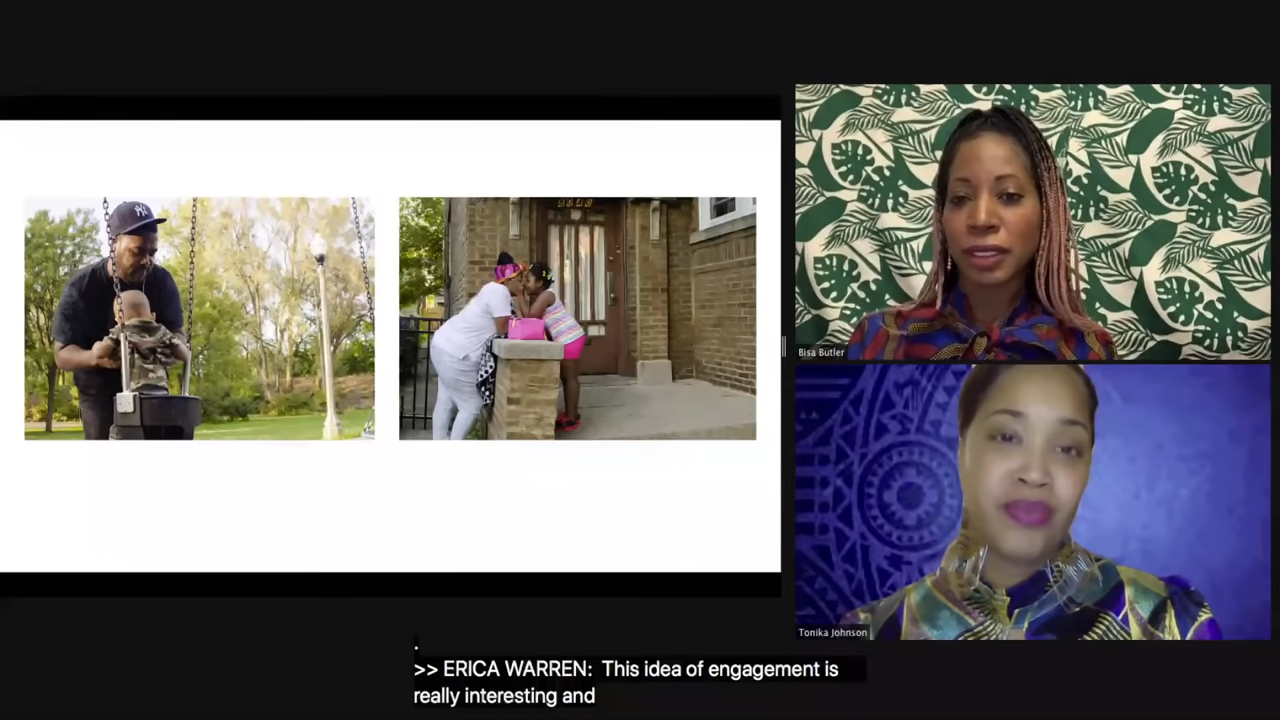 Bisa Butler
Tonika Johnson
.
>> ERICA WARREN:  This idea of engagement is
really interesting and